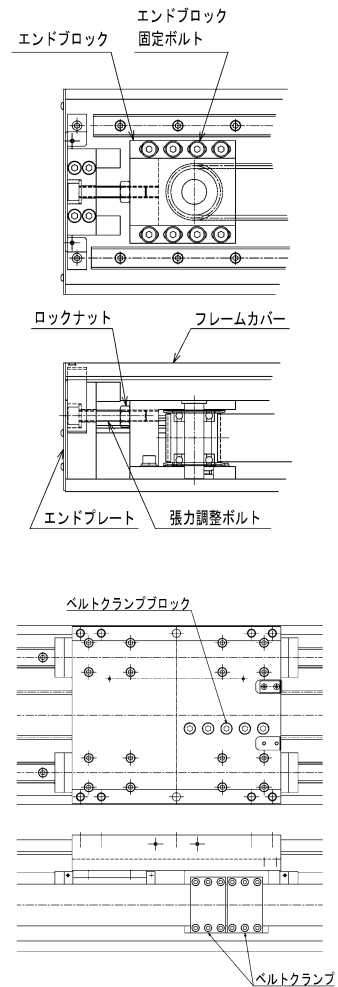 エンドブロック
エンドブロック
固定ボルト
ロックナット
フレームカバー
エンドプレート
張力調整ボルト
ベルトクランプブロック
ベルトクランプ